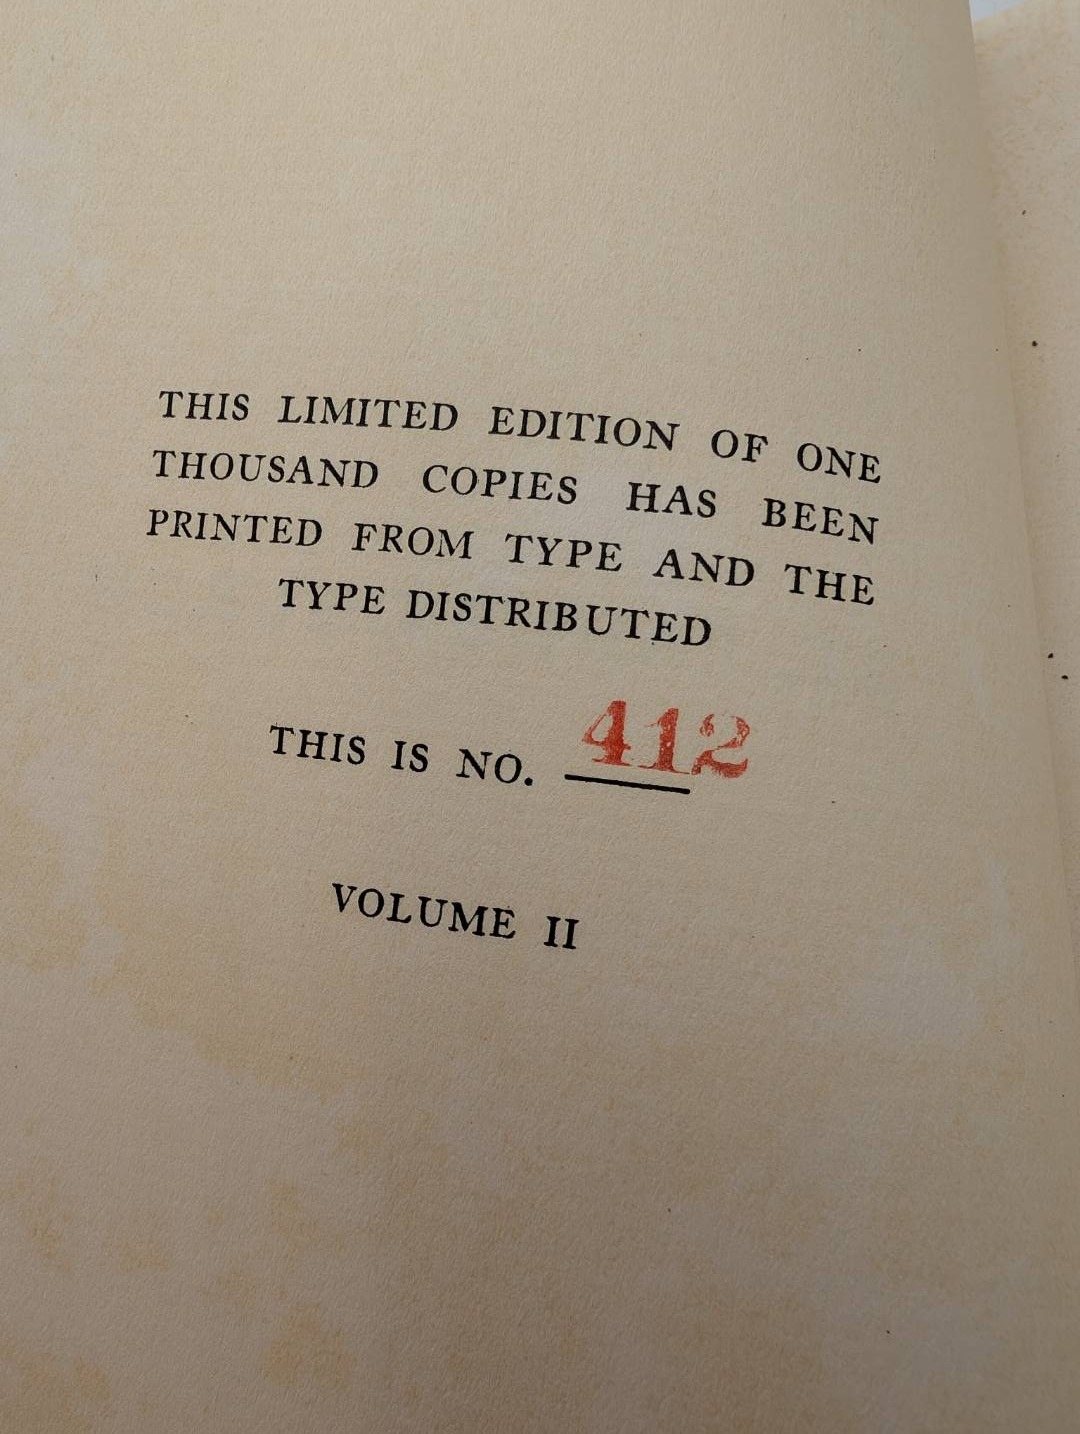 THIS LIMITED EDITION OF ONE
THOUSAND COPIES HAS BEEN
PRINTED FROM TYPE AND THE
TYPE DISTRIBUTED
THIS IS NO. 412
VOLUME II